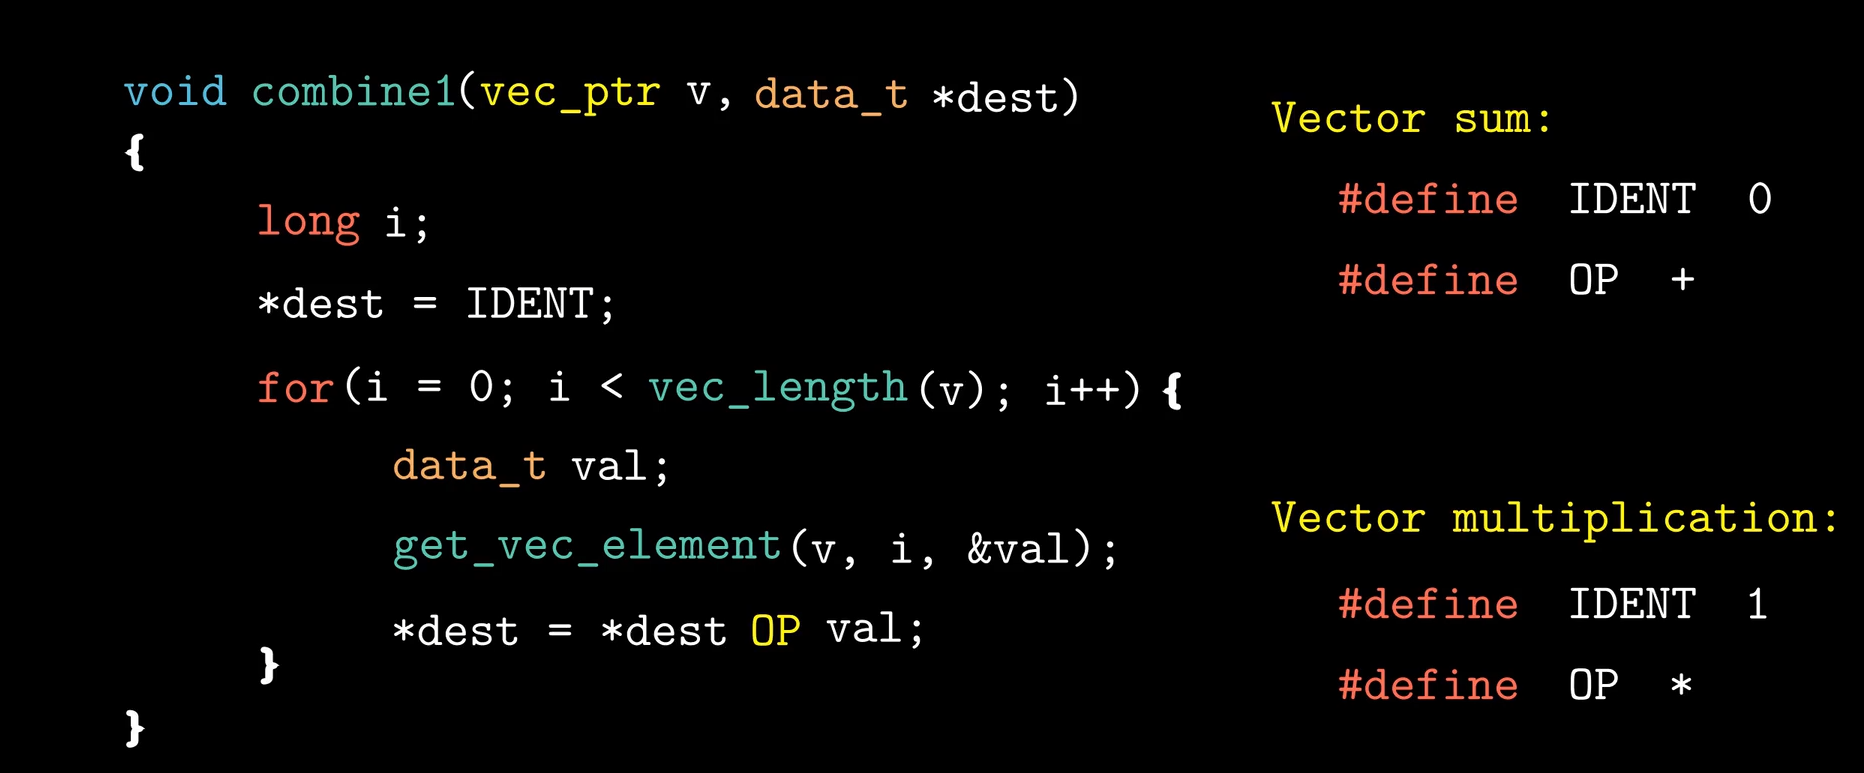 void combine1(vec_ptr v, data_t *dest)
{
long i;
*dest = IDENT;
for(i = 0; i < vec_length(v); i++) {
data_t val;
get_vec_element(v, i, &val);
*dest = *dest OP val;
}
}
Vector sum:
#define IDENT 0
#define OP +
Vector multiplication:
#define IDENT 1
#define OP *